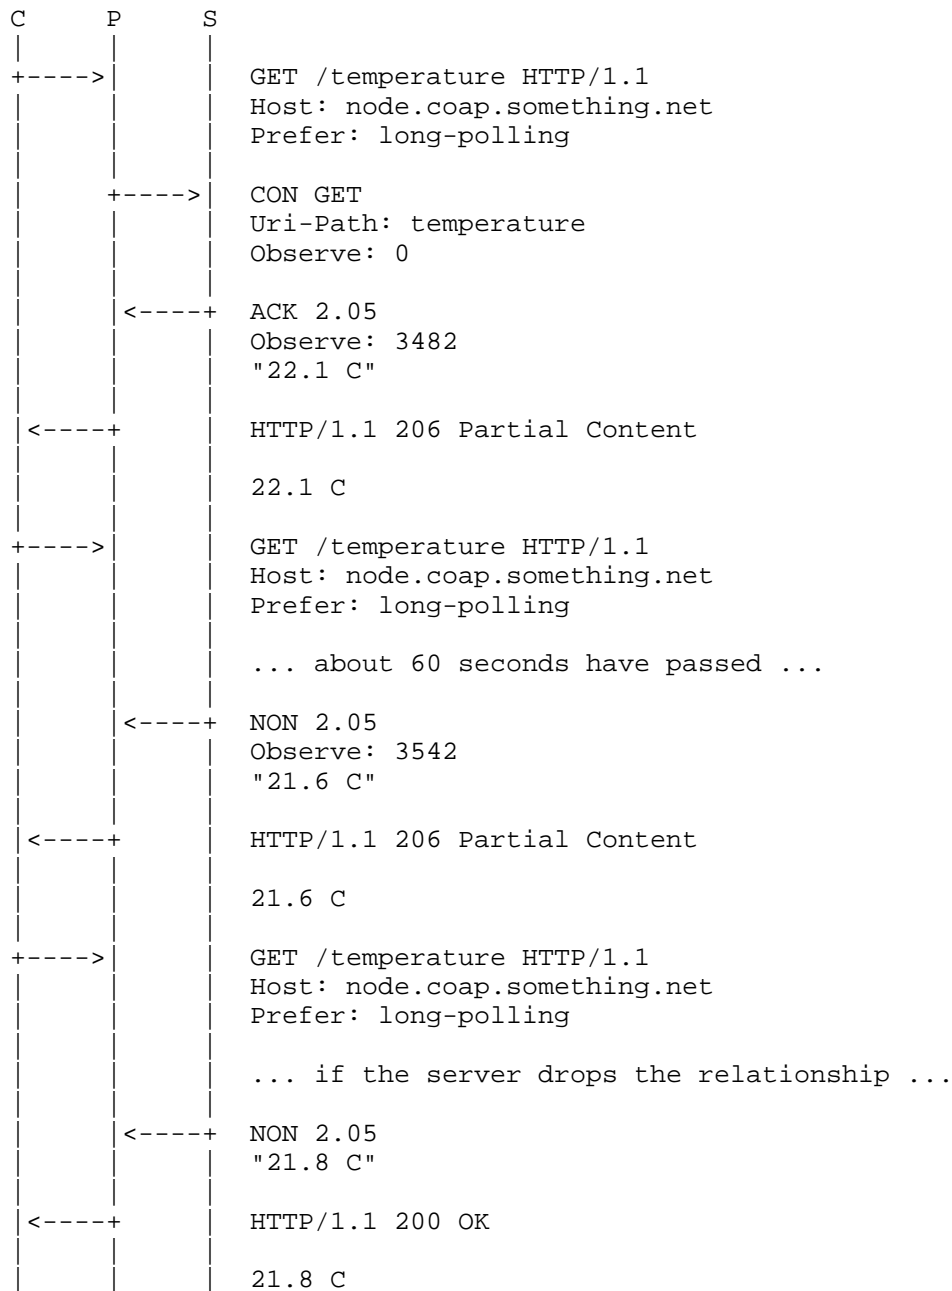 C P S
GET /temperature HTTP/1.1
Host: node.coap.something.net
Prefer: long-polling
CON GET
Uri-Path: temperature
Observe: 0
ACK 2.05
Observe: 3482
"22.1 C"
HTTP/1.1 206 Partial Content
22.1 C
GET /temperature HTTP/1.1
Host: node.coap.something.net
Prefer: long-polling
... about 60 seconds have passed ...
NON 2.05
Observe: 3542
"21.6 C"
HTTP/1.1 206 Partial Content
21.6 C
GET /temperature HTTP/1.1
Host: node.coap.something.net
Prefer: long-polling
... if the server drops the relationship ...
NON 2.05
"21.8 C"
HTTP/1.1 200 OK
21.8 C